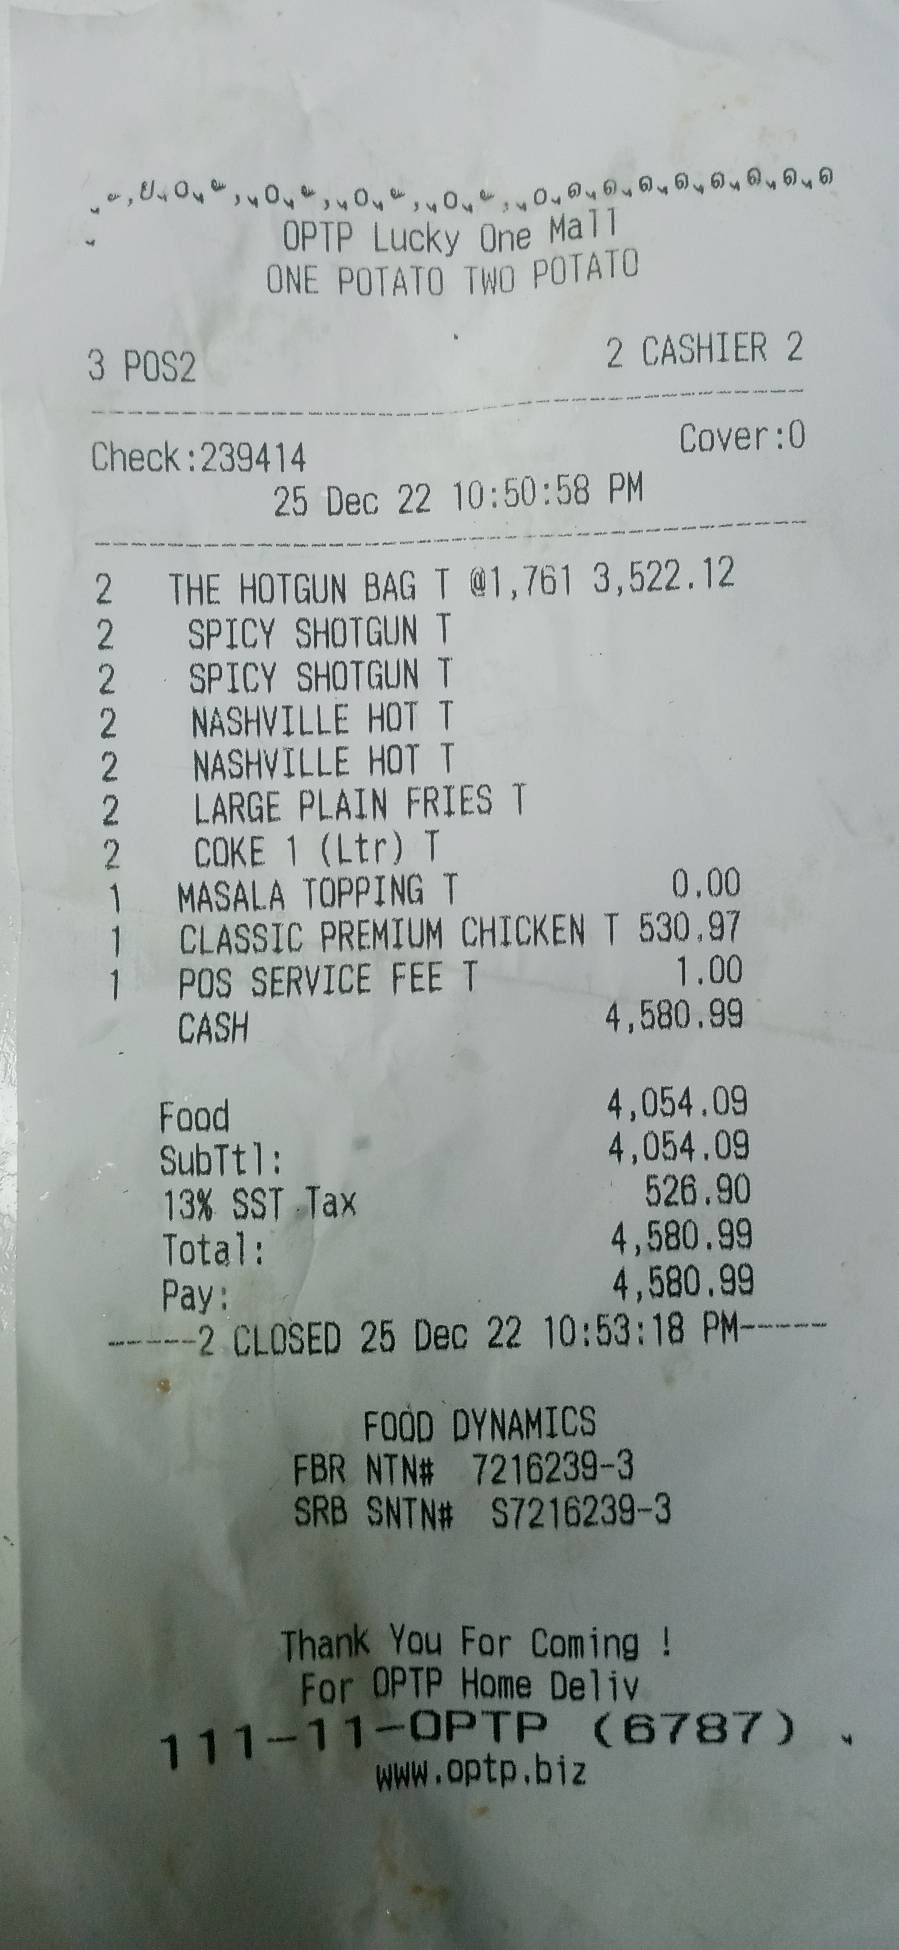 OPTP Lucky One Mall
ONE POTATO TWO POTATO
3 POS2 2 CASHIER 2
Check:239414 Cover:0
25 Dec 22 10:50:58 PM
2 THE HOTGUN BAG T @1,761 3,522.12
2 SPICY SHOTGUN T
2 SPICY SHOTGUN T
2 NASHVILLE HOT T
2 NASHVILLE HOT T
2 LARGE PLAIN FRIES T
2 COKE 1 (Ltr) T
1 MASALA TOPPING T 0.00
1 CLASSIC PREMIUM CHICKEN T 530.97
1 POS SERVICE FEE T 1.00
CASH 4,580.99
Food 4,054.09
SubTtl: 4,054.09
13% SST Tax 526.90
Total: 4,580.99
Pay: 4,580.99
-----2 CLOSED 25 Dec 22 10:53:18 PM-----
FOOD DYNAMICS
FBR NTN# 7216239-3
SRB SNTN# S7216239-3
Thank You For Coming !
For OPTP Home Deliv
111-11-OPTP (6787)
www.optp.biz